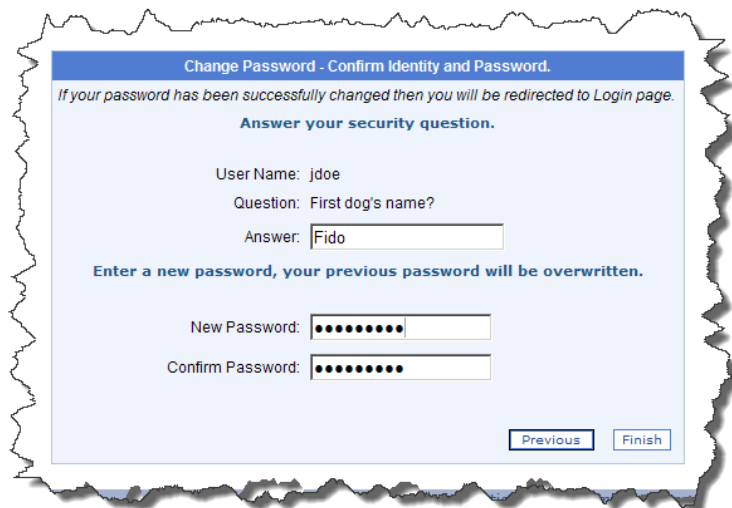 Change Password - Confirm Identity and Password.
If your password has been successfully changed then you will be redirected to Login page.
Answer your security question.
User Name: jdoe
Question: First dog's name?
Answer: Fido
Enter a new password, your previous password will be overwritten.
New Password: ●●●●●●●●●
Confirm Password: ●●●●●●●●●
Previous Finish